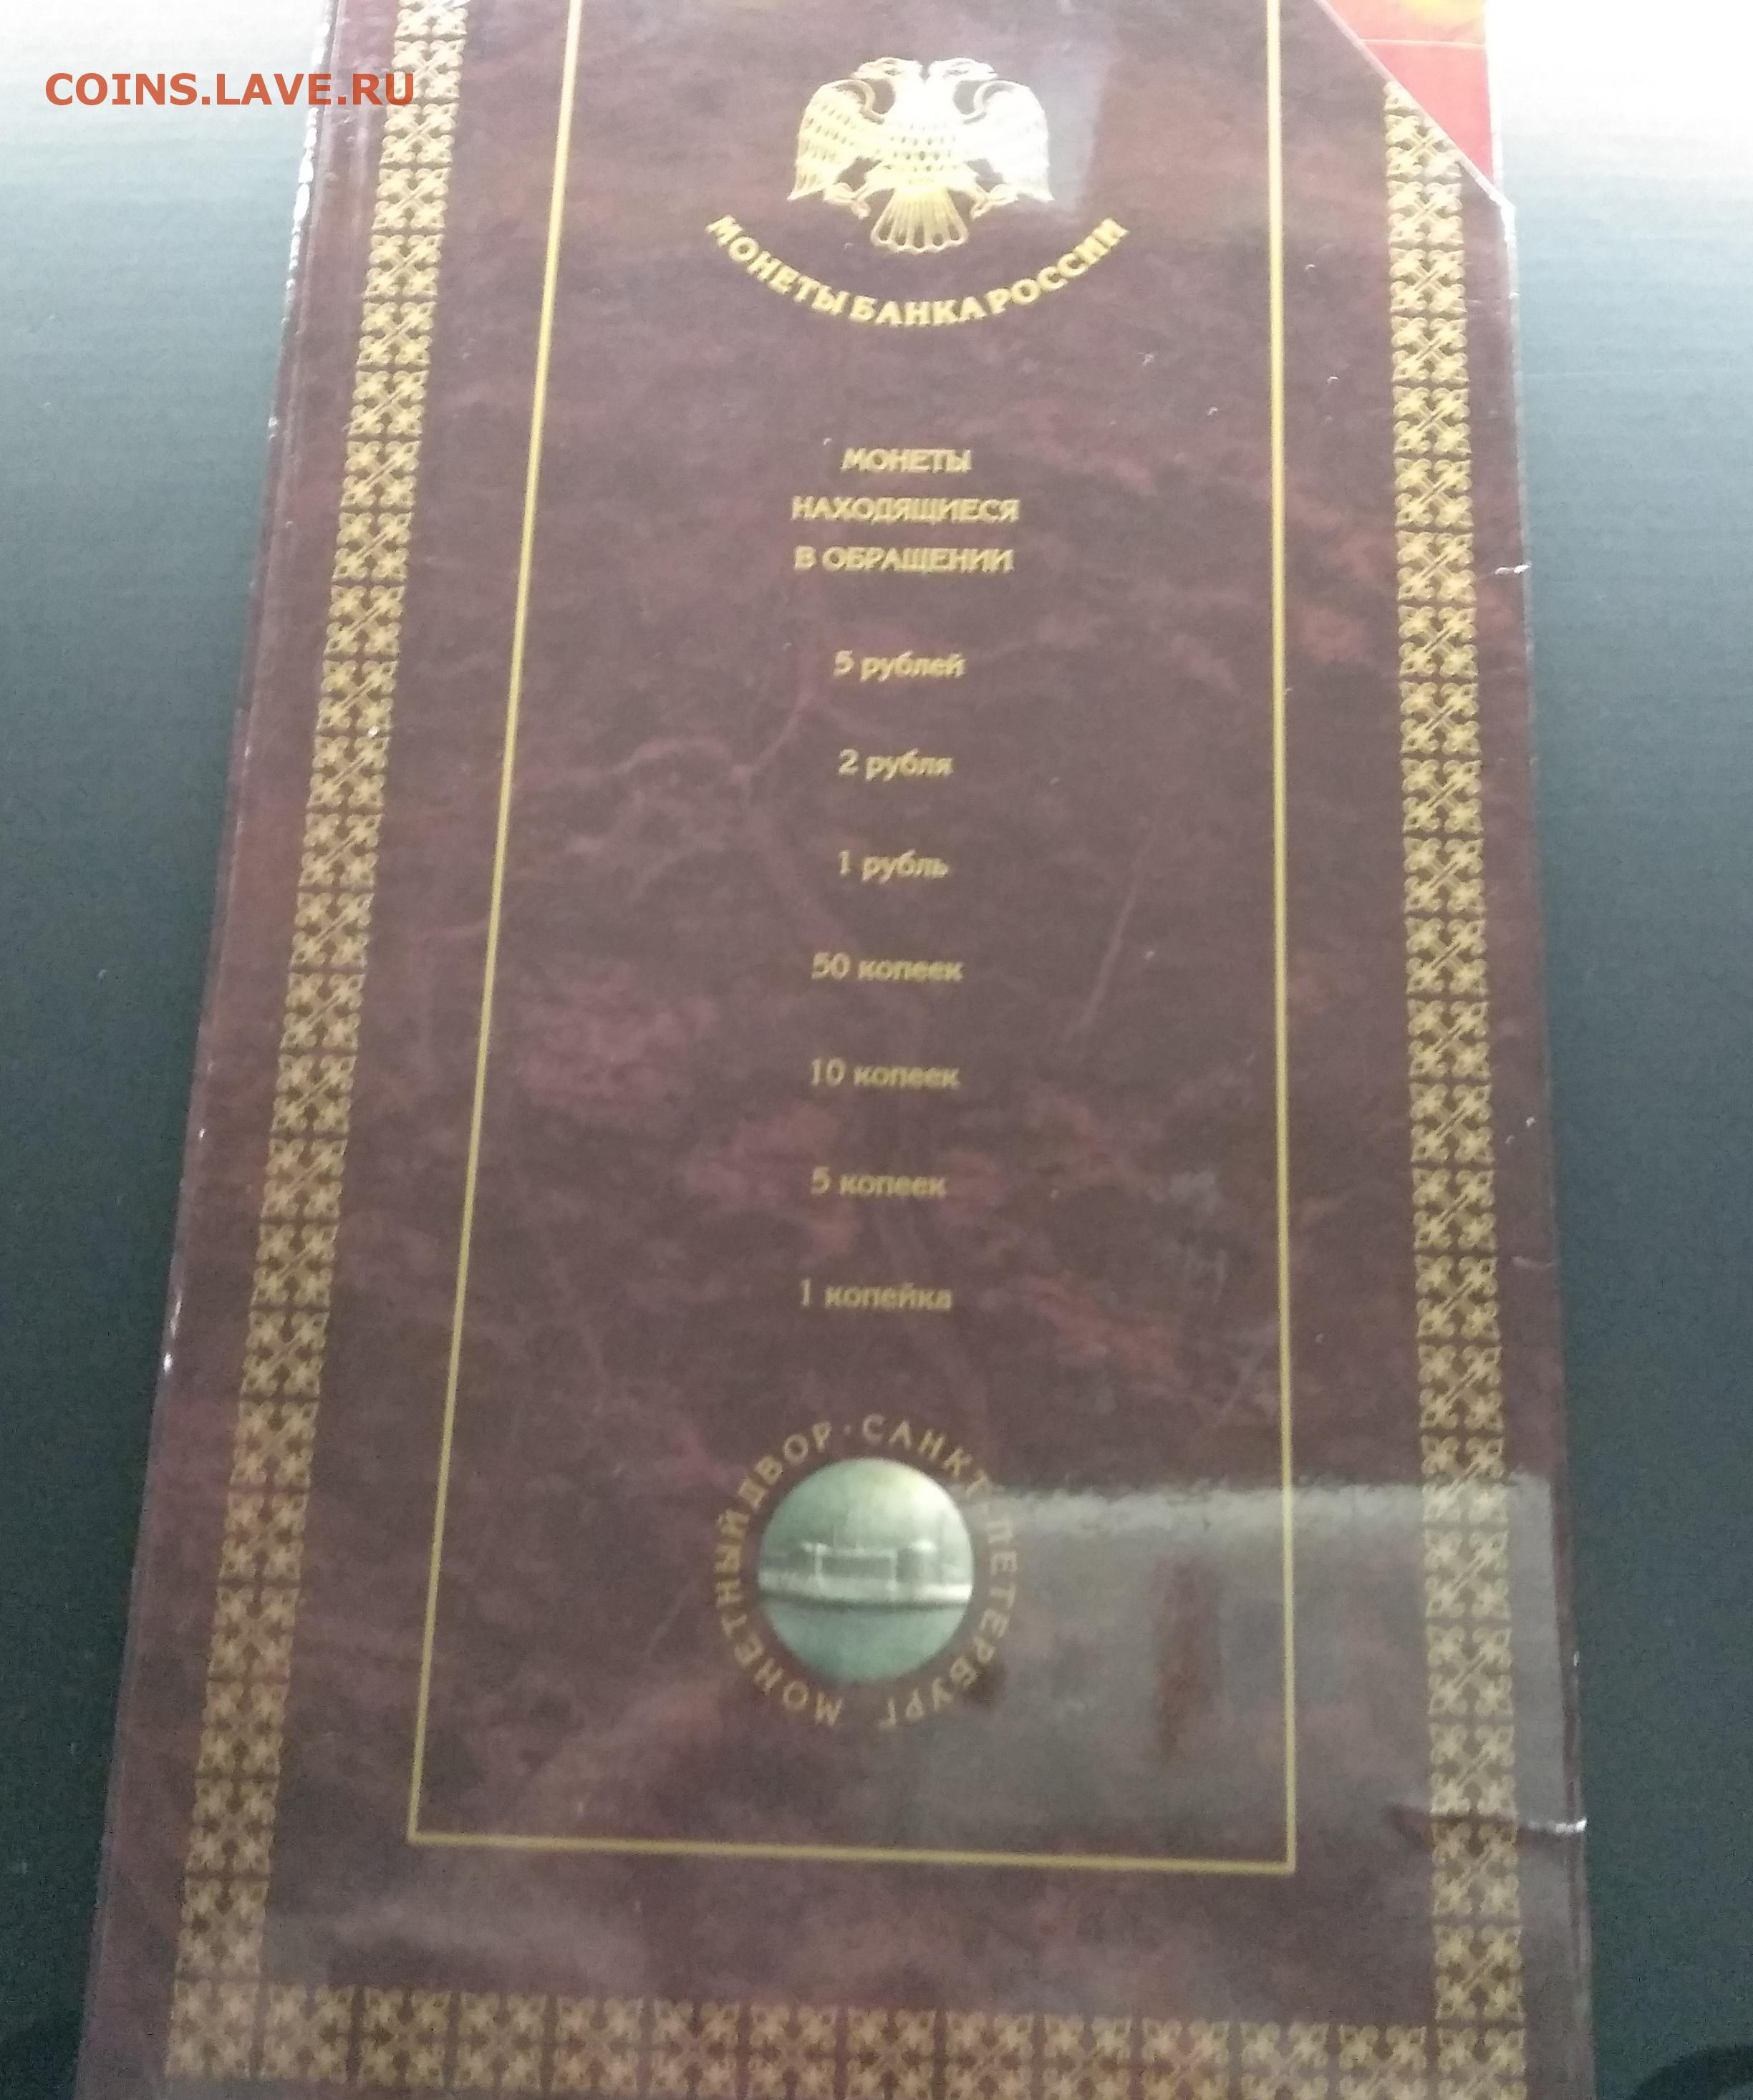 COINS.LAVE.RU
МОНЕТЫ БАНКА РОССИИ
МОНЕТЫ
НАХОДЯЩИЕСЯ
В ОБРАЩЕНИИ
5 рублей
2 рубля
1 рубль
50 копеек
10 копеек
5 копеек
1 копейка
МОНЕТНЫЙ ДВОР · САНКТ-ПЕТЕРБУРГ